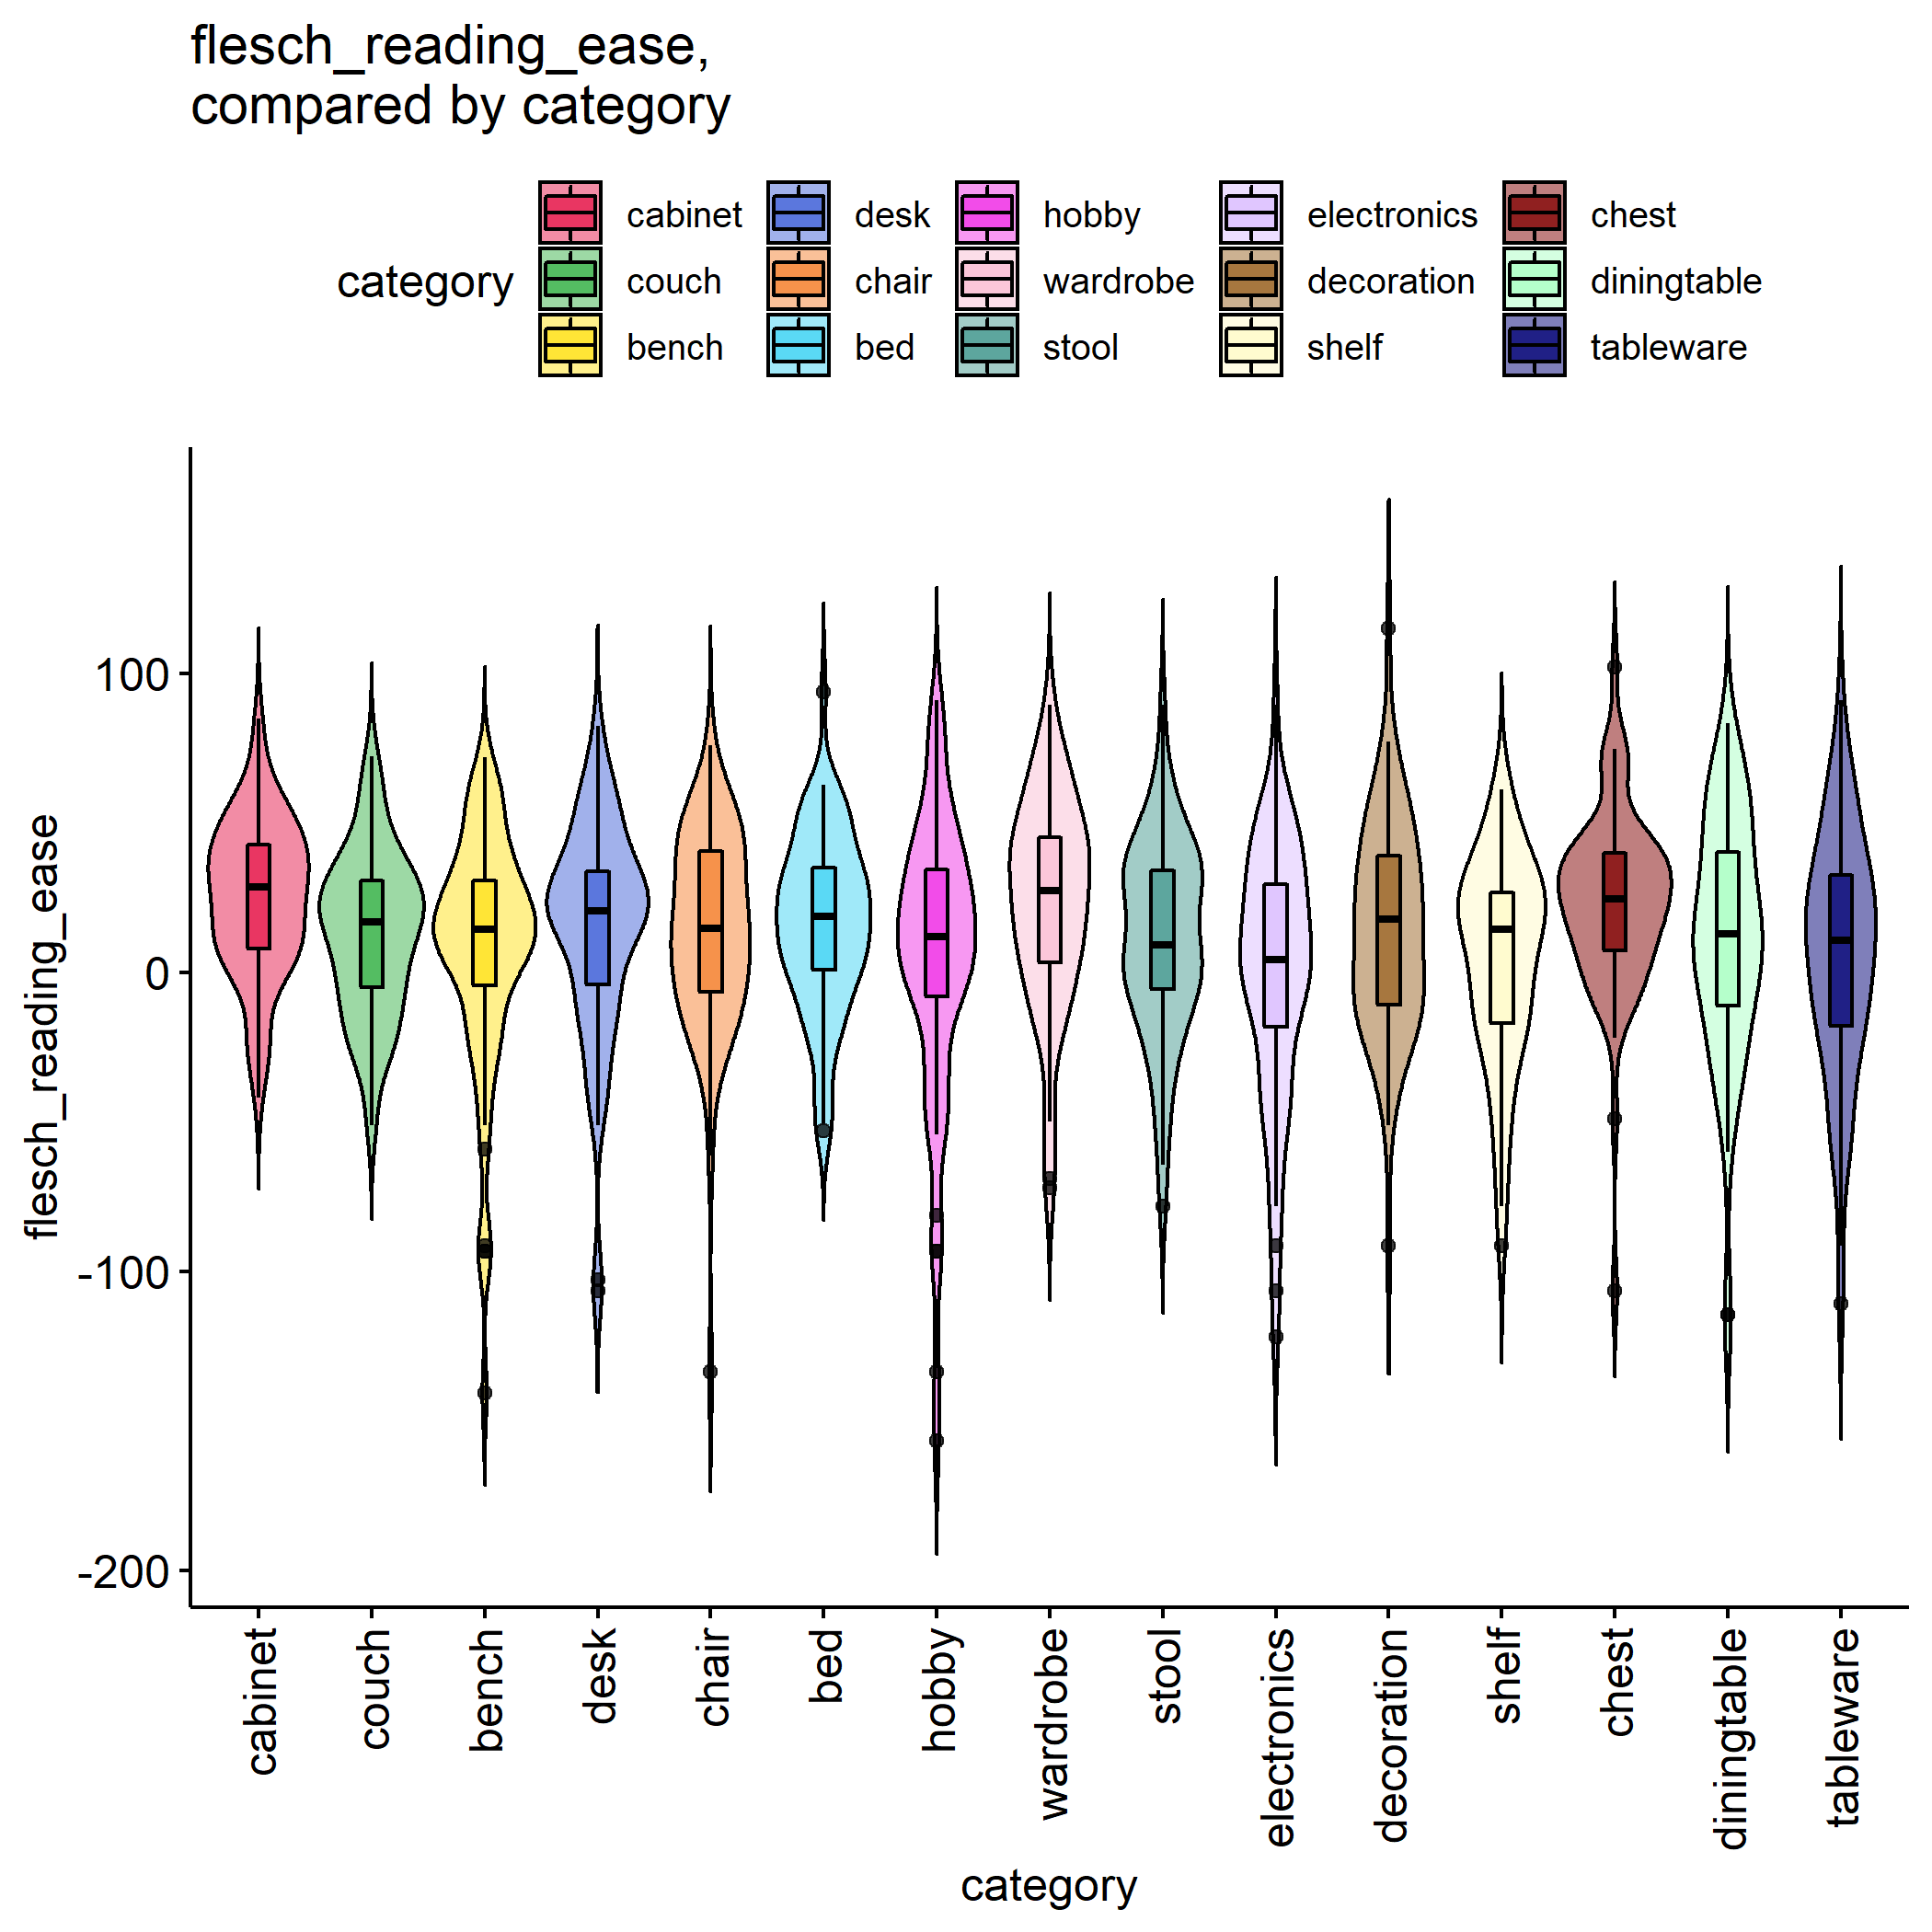 flesch_reading_ease,
compared by category
category
cabinet desk hobby electronics chest
couch chair wardrobe decoration diningtable
bench bed stool shelf tableware
flesch_reading_ease
100
0
-100
-200
cabinet couch bench desk chair bed hobby wardrobe stool electronics decoration shelf chest diningtable tableware
category